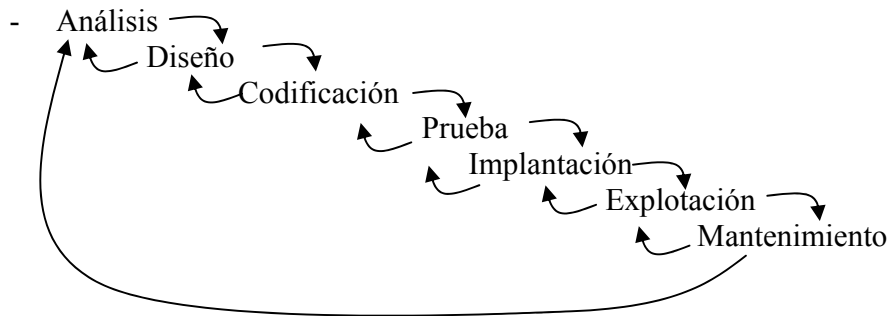 - Análisis
Diseño
Codificación
Prueba
Implantación
Explotación
Mantenimiento